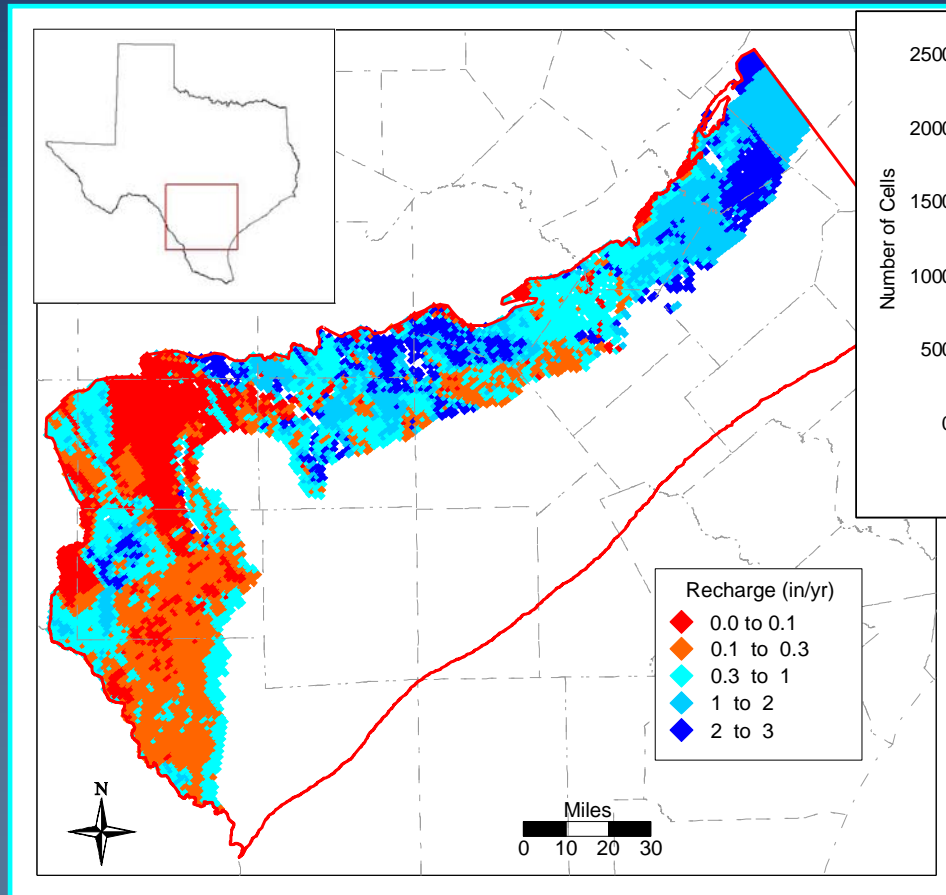 2500
2000
1500
1000
500
0
Number of Cells
Recharge (in/yr)
0.0 to 0.1
0.1 to 0.3
0.3 to 1
1 to 2
2 to 3
N
Miles
0 10 20 30